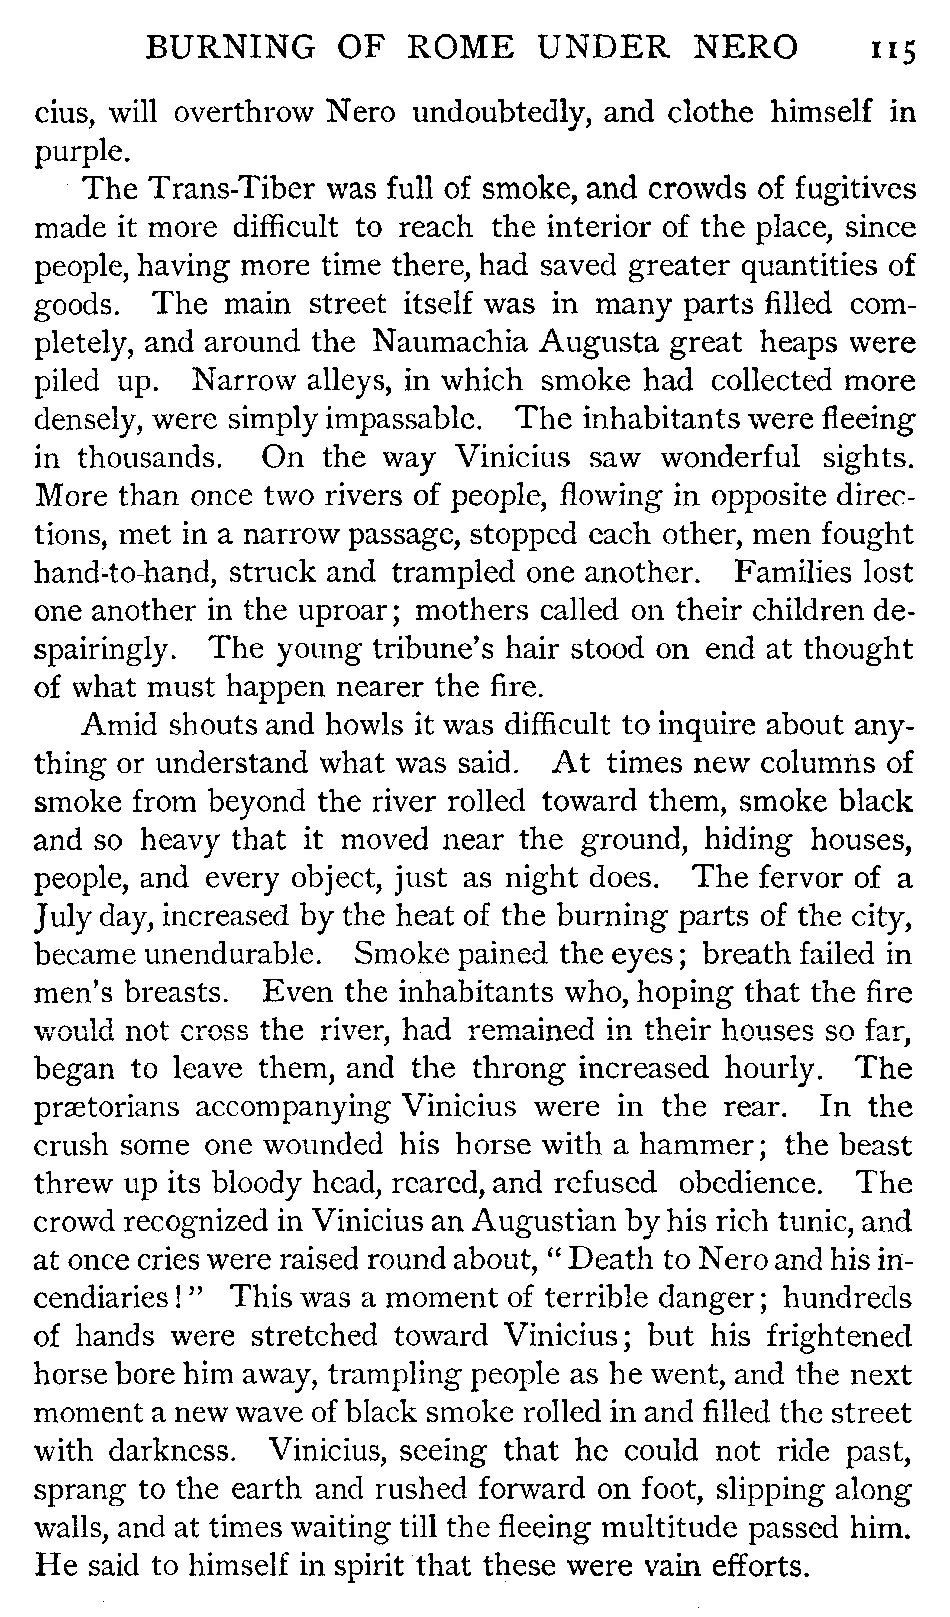 BURNING OF ROME UNDER NERO 115
cius, will overthrow Nero undoubtedly, and clothe himself in
purple.
The Trans-Tiber was full of smoke, and crowds of fugitives
made it more difficult to reach the interior of the place, since
people, having more time there, had saved greater quantities of
goods. The main street itself was in many parts filled com-
pletely, and around the Naumachia Augusta great heaps were
piled up. Narrow alleys, in which smoke had collected more
densely, were simply impassable. The inhabitants were fleeing
in thousands. On the way Vinicius saw wonderful sights.
More than once two rivers of people, flowing in opposite direc-
tions, met in a narrow passage, stopped each other, men fought
hand-to-hand, struck and trampled one another. Families lost
one another in the uproar; mothers called on their children de-
spairingly. The young tribune's hair stood on end at thought
of what must happen nearer the fire.
Amid shouts and howls it was difficult to inquire about any-
thing or understand what was said. At times new columns of
smoke from beyond the river rolled toward them, smoke black
and so heavy that it moved near the ground, hiding houses,
people, and every object, just as night does. The fervor of a
July day, increased by the heat of the burning parts of the city,
became unendurable. Smoke pained the eyes; breath failed in
men's breasts. Even the inhabitants who, hoping that the fire
would not cross the river, had remained in their houses so far,
began to leave them, and the throng increased hourly. The
prætorians accompanying Vinicius were in the rear. In the
crush some one wounded his horse with a hammer; the beast
threw up its bloody head, reared, and refused obedience. The
crowd recognized in Vinicius an Augustian by his rich tunic, and
at once cries were raised round about, "Death to Nero and his in-
cendiaries!" This was a moment of terrible danger; hundreds
of hands were stretched toward Vinicius; but his frightened
horse bore him away, trampling people as he went, and the next
moment a new wave of black smoke rolled in and filled the street
with darkness. Vinicius, seeing that he could not ride past,
sprang to the earth and rushed forward on foot, slipping along
walls, and at times waiting till the fleeing multitude passed him.
He said to himself in spirit that these were vain efforts.